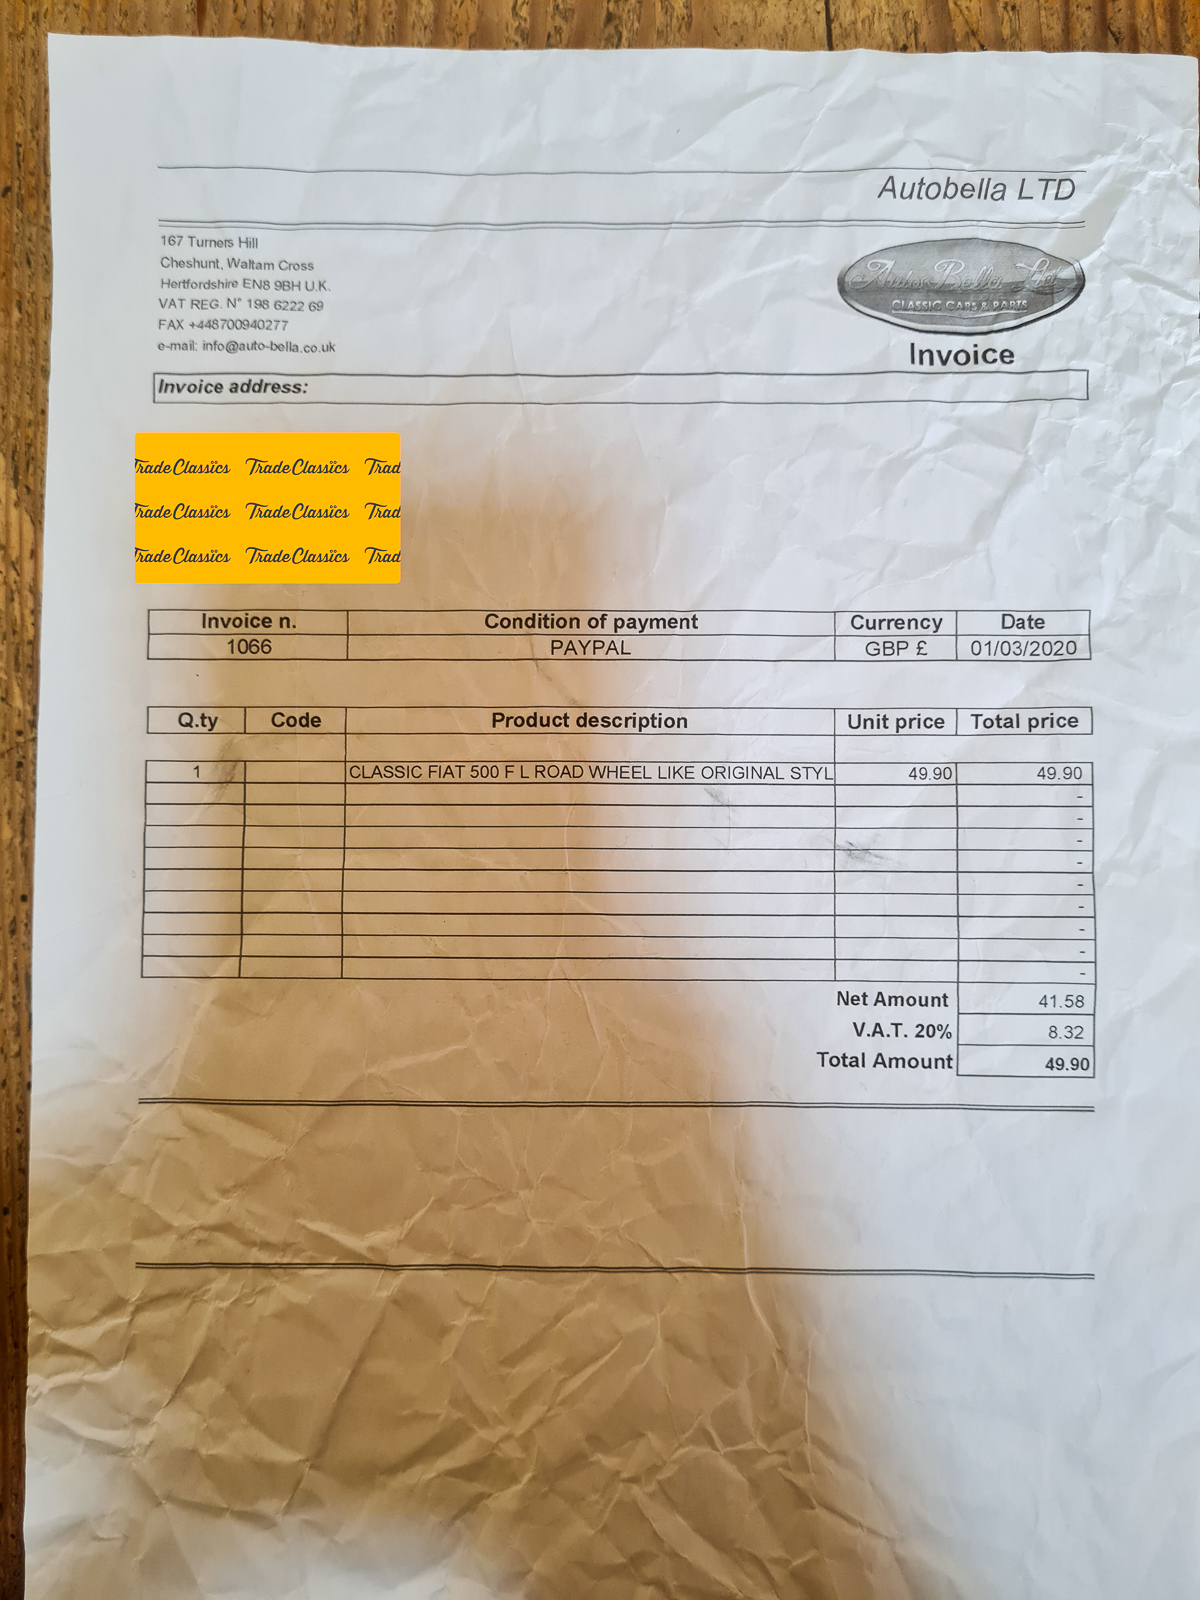 Autobella LTD
167 Turners Hill
Cheshunt, Waltam Cross
Hertfordshire EN8 9BH U.K.
VAT REG. N° 198 6222 69
FAX +448700940277
e-mail: info@auto-bella.co.uk
Auto Bella Ltd
CLASSIC CARS & PARTS
Invoice
Invoice address:
TradeClassics TradeClassics Trad
TradeClassics TradeClassics Trad
TradeClassics TradeClassics Trad
Invoice n. Condition of payment Currency Date
1066 PAYPAL GBP £ 01/03/2020
Q.ty Code Product description Unit price Total price
1 CLASSIC FIAT 500 F L ROAD WHEEL LIKE ORIGINAL STYL 49.90 49.90
-
-
-
-
-
-
-
-
-
Net Amount 41.58
V.A.T. 20% 8.32
Total Amount 49.90